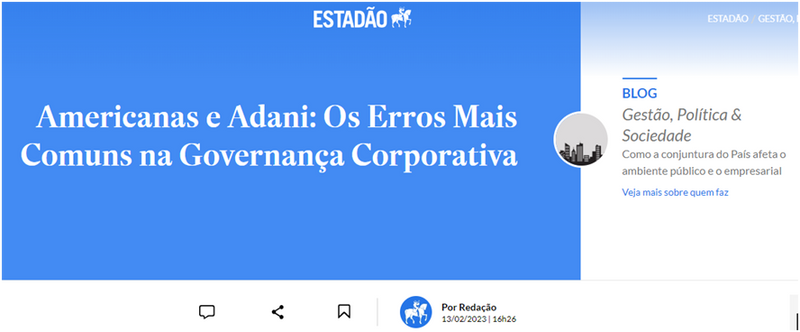 ESTADÃO
ESTADÃO / GESTÃO,
Americanas e Adani: Os Erros Mais
Comuns na Governança Corporativa
BLOG
Gestão, Política &
Sociedade
Como a conjuntura do País afeta o
ambiente público e o empresarial
Veja mais sobre quem faz
Por Redação
13/02/2023 | 16h26